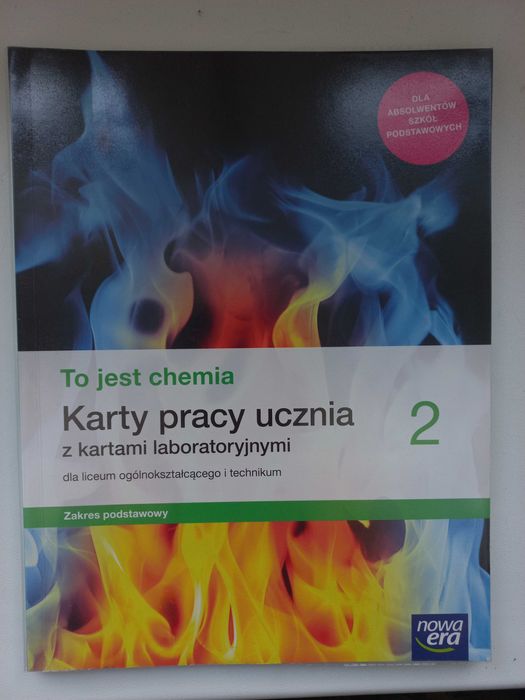 DLA
ABSOLWENTÓW
SZKÓŁ
PODSTAWOWYCH
To jest chemia
Karty pracy ucznia
z kartami laboratoryjnymi
2
dla liceum ogólnokształcącego i technikum
Zakres podstawowy
nowa
era